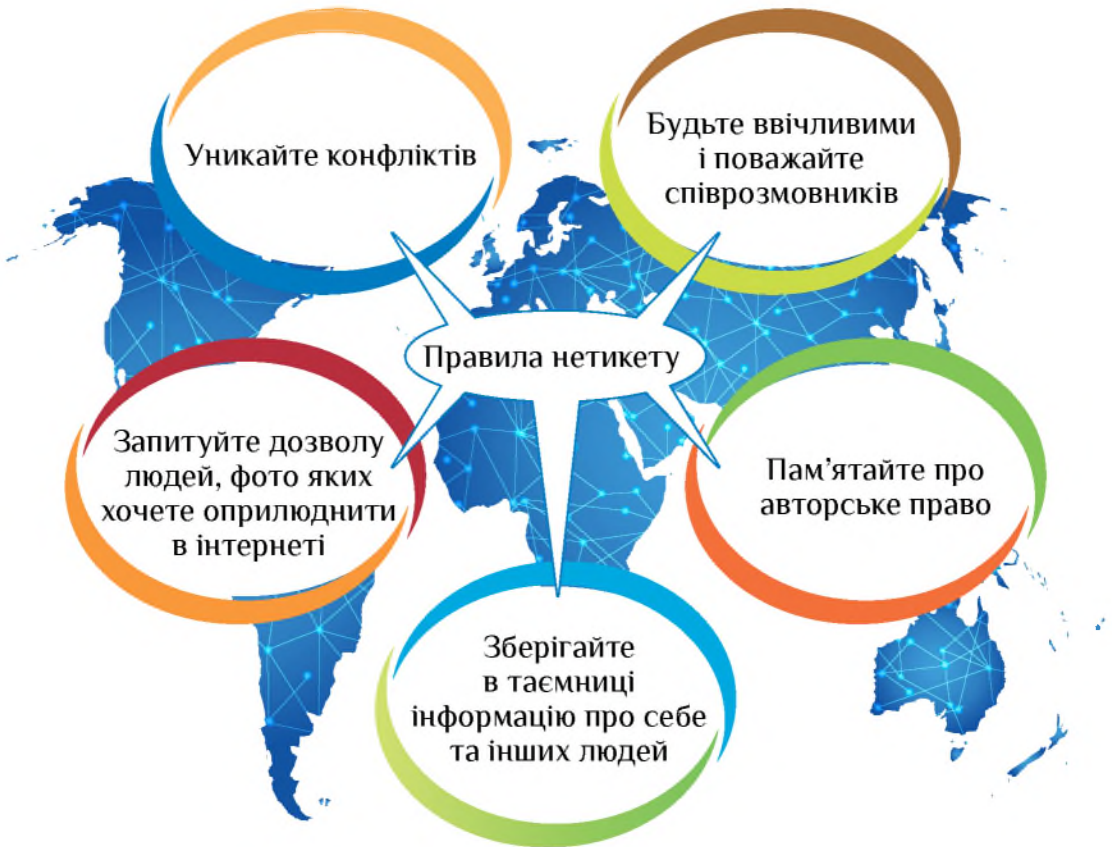 Уникайте конфліктів
Будьте ввічливими
і поважайте
співрозмовників
Правила нетикету
Запитуйте дозволу
людей, фото яких
хочете оприлюднити
в інтернеті
Пам’ятайте про
авторське право
Зберігайте
в таємниці
інформацію про себе
та інших людей